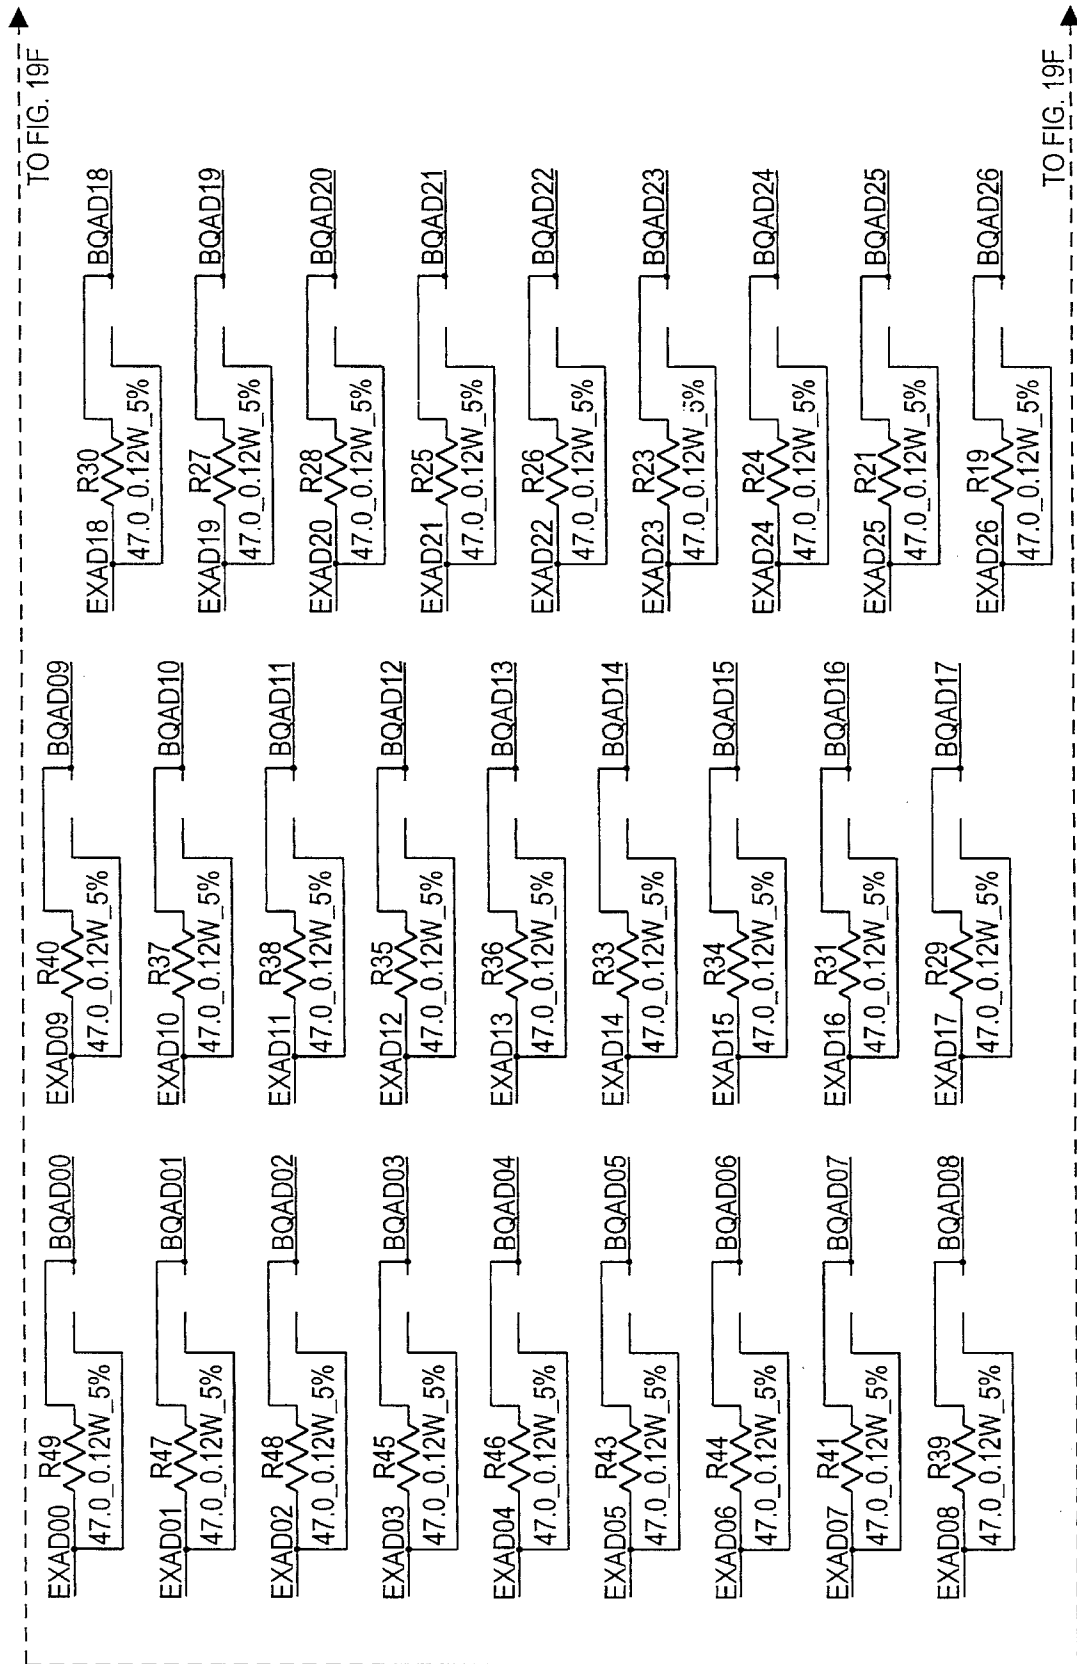 TO FIG. 19F
EXAD00 R49 BQAD00
47.0_0.12W_5%
EXAD01 R47 BQAD01
47.0_0.12W_5%
EXAD02 R48 BQAD02
47.0_0.12W_5%
EXAD03 R45 BQAD03
47.0_0.12W_5%
EXAD04 R46 BQAD04
47.0_0.12W_5%
EXAD05 R43 BQAD05
47.0_0.12W_5%
EXAD06 R44 BQAD06
47.0_0.12W_5%
EXAD07 R41 BQAD07
47.0_0.12W_5%
EXAD08 R39 BQAD08
47.0_0.12W_5%
EXAD09 R40 BQAD09
47.0_0.12W_5%
EXAD10 R37 BQAD10
47.0_0.12W_5%
EXAD11 R38 BQAD11
47.0_0.12W_5%
EXAD12 R35 BQAD12
47.0_0.12W_5%
EXAD13 R36 BQAD13
47.0_0.12W_5%
EXAD14 R33 BQAD14
47.0_0.12W_5%
EXAD15 R34 BQAD15
47.0_0.12W_5%
EXAD16 R31 BQAD16
47.0_0.12W_5%
EXAD17 R29 BQAD17
47.0_0.12W_5%
EXAD18 R30 BQAD18
47.0_0.12W_5%
EXAD19 R27 BQAD19
47.0_0.12W_5%
EXAD20 R28 BQAD20
47.0_0.12W_5%
EXAD21 R25 BQAD21
47.0_0.12W_5%
EXAD22 R26 BQAD22
47.0_0.12W_5%
EXAD23 R23 BQAD23
47.0_0.12W_5%
EXAD24 R24 BQAD24
47.0_0.12W_5%
EXAD25 R21 BQAD25
47.0_0.12W_5%
EXAD26 R19 BQAD26
47.0_0.12W_5%
TO FIG. 19F